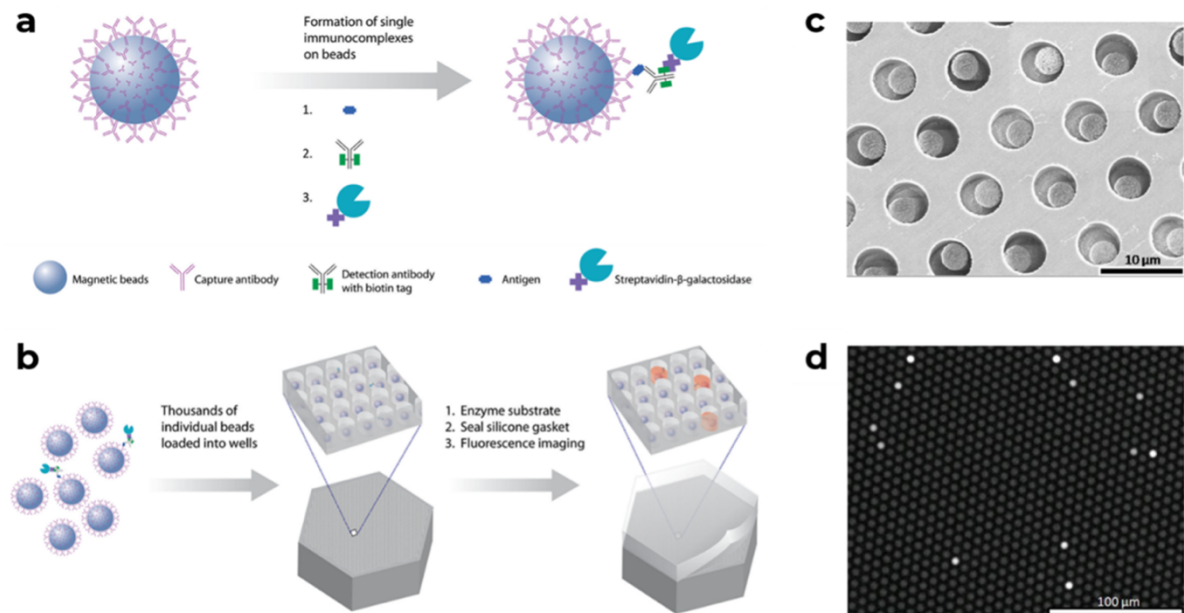 a
Formation of single
immunocomplexes
on beads
1.
2.
3.
Magnetic beads
Capture antibody
Detection antibody
with biotin tag
Antigen
Streptavidin-β-galactosidase
b
Thousands of
individual beads
loaded into wells
1. Enzyme substrate
2. Seal silicone gasket
3. Fluorescence imaging
c
10 μm
d
100 μm